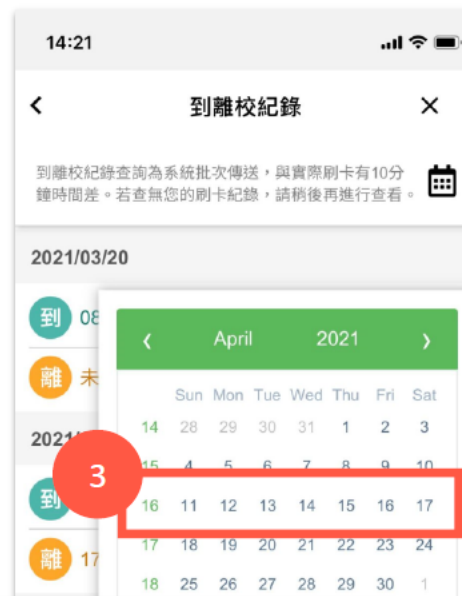 14:21
到離校紀錄
到離校紀錄查詢為系統批次傳送，與實際刷卡有10分
鐘時間差。若查無您的刷卡紀錄，請稍後再進行查看。
2021/03/20
到 08
離 未
April 2021
Sun Mon Tue Wed Thu Fri Sat
14 28 29 30 31 1 2 3
2021
15 4 5 6 7 8 9 10
3
到
16 11 12 13 14 15 16 17
離 17
17 18 19 20 21 22 23 24
18 25 26 27 28 29 30 1